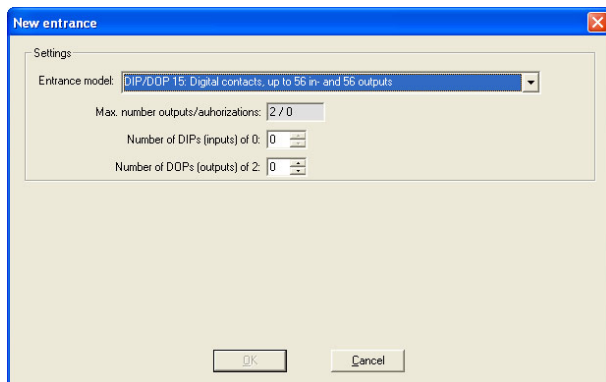 New entrance
Settings
Entrance model: DIP/DOP 15: Digital contacts, up to 56 in- and 56 outputs
Max. number outputs/auhorizations: 2 / 0
Number of DIPs (inputs) of 0: 0
Number of DOPs (outputs) of 2: 0
OK Cancel